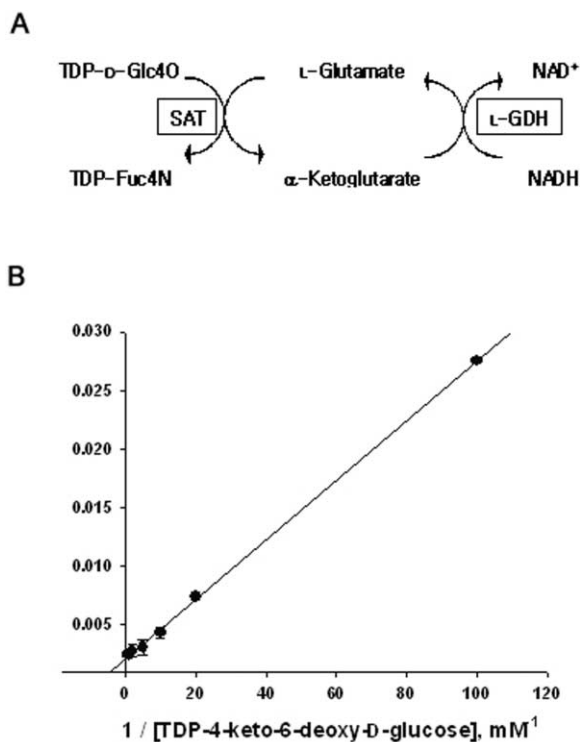 A
TDP-D-Glc4O L-Glutamate NAD⁺
SAT L-GDH
TDP-Fuc4N α-Ketoglutarate NADH
B
0.030
0.025
0.020
0.015
0.010
0.005
0 20 40 60 80 100 120
1 / [TDP-4-keto-6-deoxy-D-glucose], mM⁻¹